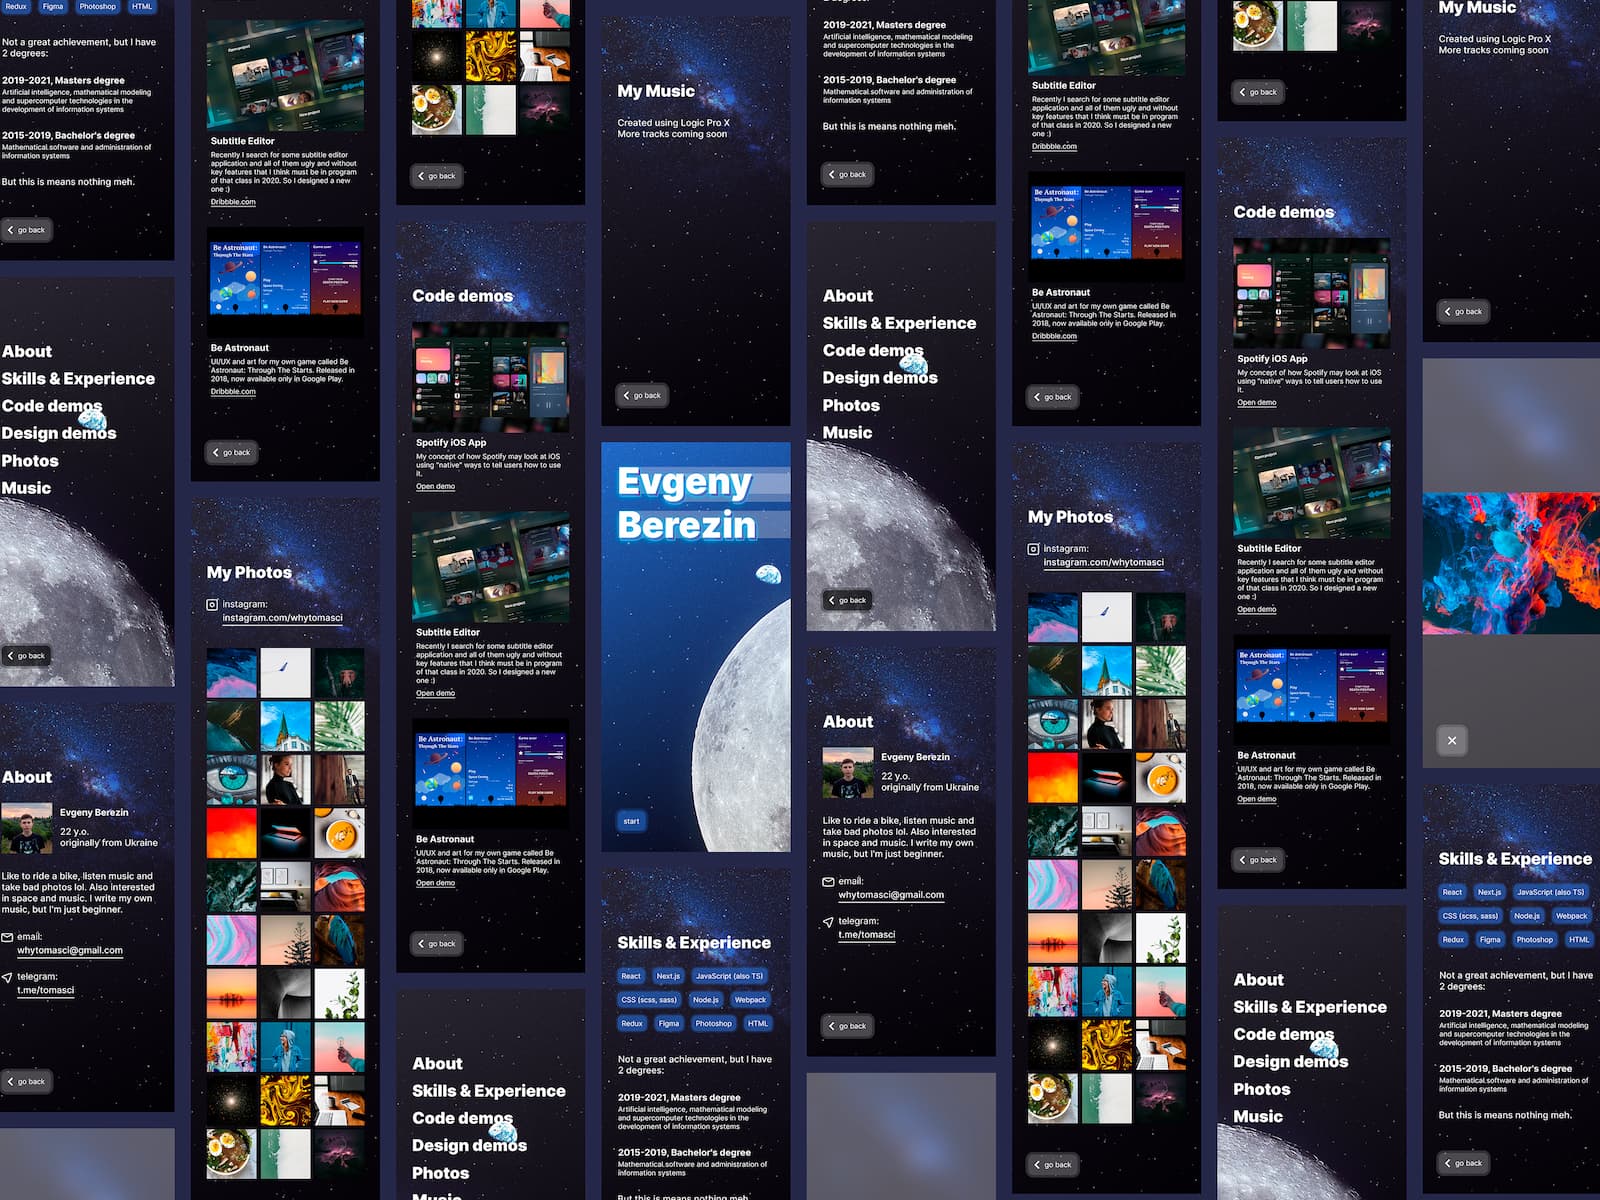 Redux Figma Photoshop HTML
Not a great achievement, but I have
2 degrees:
2019-2021, Masters degree
Artificial intelligence, mathematical modeling
and supercomputer technologies in the
development of information systems
2015-2019, Bachelor's degree
Mathematical.software and administration of
information systems
But this is means nothing meh.
go back
About
Skills & Experience
Code demos
Design demos
Photos
Music
go back
About
Evgeny Berezin
22 y.o.
originally from Ukraine
Like to ride a bike, listen music and
take bad photos lol. Also interested
in space and music. I write my own
music, but I'm just beginner.
email:
whytomasci@gmail.com
telegram:
t.me/tomasci
go back
Subtitle Editor
Recently I search for some subtitle editor
application and all of them ugly and without
key features that I think must be in program
of that class in 2020. So I designed a new
one :)
Dribbble.com
Be Astronaut:
Through The Stars
Be Astronaut
UI/UX and art for my own game called Be
Astronaut: Through The Starts. Released in
2018, now available only in Google Play.
Dribbble.com
go back
My Photos
instagram:
instagram.com/whytomasci
go back
Code demos
Spotify iOS App
My concept of how Spotify may look at iOS
using "native" ways to tell users how to use
it.
Open demo
Subtitle Editor
Recently I search for some subtitle editor
application and all of them ugly and without
key features that I think must be in program
of that class in 2020. So I designed a new
one :)
Open demo
Be Astronaut:
Through The Stars
Be Astronaut
UI/UX and art for my own game called Be
Astronaut: Through The Starts. Released in
2018, now available only in Google Play.
Open demo
go back
About
Skills & Experience
Code demos
Design demos
Photos
Music
My Music
Created using Logic Pro X
More tracks coming soon
go back
Evgeny
Berezin
start
Skills & Experience
React Next.js JavaScript (also TS)
CSS (scss, sass) Node.js Webpack
Redux Figma Photoshop HTML
Not a great achievement, but I have
2 degrees:
2019-2021, Masters degree
Artificial intelligence, mathematical modeling
and supercomputer technologies in the
development of information systems
2015-2019, Bachelor's degree
Mathematical.software and administration of
information systems
But this is means nothing meh.
2 degrees:
2019-2021, Masters degree
Artificial intelligence, mathematical modeling
and supercomputer technologies in the
development of information systems
2015-2019, Bachelor's degree
Mathematical.software and administration of
information systems
But this is means nothing meh.
go back
About
Skills & Experience
Code demos
Design demos
Photos
Music
go back
About
Evgeny Berezin
22 y.o.
originally from Ukraine
Like to ride a bike, listen music and
take bad photos lol. Also interested
in space and music. I write my own
music, but I'm just beginner.
email:
whytomasci@gmail.com
telegram:
t.me/tomasci
go back
Subtitle Editor
Recently I search for some subtitle editor
application and all of them ugly and without
key features that I think must be in program
of that class in 2020. So I designed a new
one :)
Dribbble.com
Be Astronaut:
Through The Stars
Be Astronaut
UI/UX and art for my own game called Be
Astronaut: Through The Starts. Released in
2018, now available only in Google Play.
Dribbble.com
go back
My Photos
instagram:
instagram.com/whytomasci
go back
go back
Code demos
Spotify iOS App
My concept of how Spotify may look at iOS
using "native" ways to tell users how to use
it.
Open demo
Subtitle Editor
Recently I search for some subtitle editor
application and all of them ugly and without
key features that I think must be in program
of that class in 2020. So I designed a new
one :)
Open demo
Be Astronaut:
Through The Stars
Be Astronaut
UI/UX and art for my own game called Be
Astronaut: Through The Starts. Released in
2018, now available only in Google Play.
Open demo
go back
About
Skills & Experience
Code demos
Design demos
Photos
Music
My Music
Created using Logic Pro X
More tracks coming soon
go back
Skills & Experience
React Next.js JavaScript (also TS)
CSS (scss, sass) Node.js Webpack
Redux Figma Photoshop HTML
Not a great achievement, but I have
2 degrees:
2019-2021, Masters degree
Artificial intelligence, mathematical modeling
and supercomputer technologies in the
development of information systems
2015-2019, Bachelor's degree
Mathematical.software and administration of
information systems
But this is means nothing meh.
go back